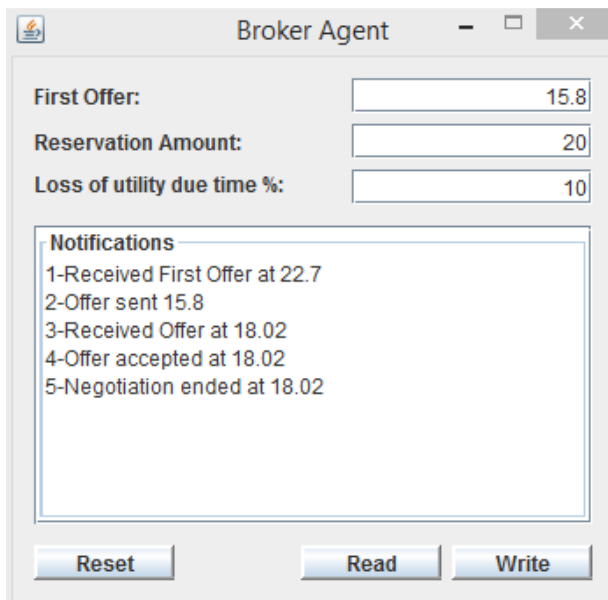 Broker Agent
First Offer: 15.8
Reservation Amount: 20
Loss of utility due time %: 10
Notifications
1-Received First Offer at 22.7
2-Offer sent 15.8
3-Received Offer at 18.02
4-Offer accepted at 18.02
5-Negotiation ended at 18.02
Reset Read Write